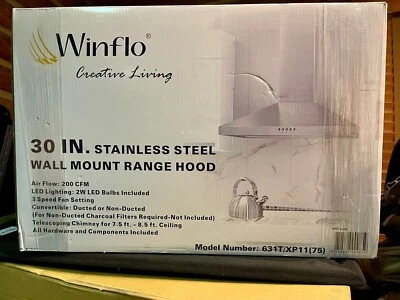 Winflo®
Creative Living
30 IN. STAINLESS STEEL
WALL MOUNT RANGE HOOD
Air Flow: 200 CFM
LED Lighting: 2W LED Bulbs Included
3 Speed Fan Setting
Convertible: Ducted or Non-Ducted
(For Non-Ducted Charcoal Filters Required-Not Included)
Telescoping Chimney for 7.5 ft. - 8.5 ft. Ceiling
All Hardware and Components Included
Model Number: 631T/XP11(75)